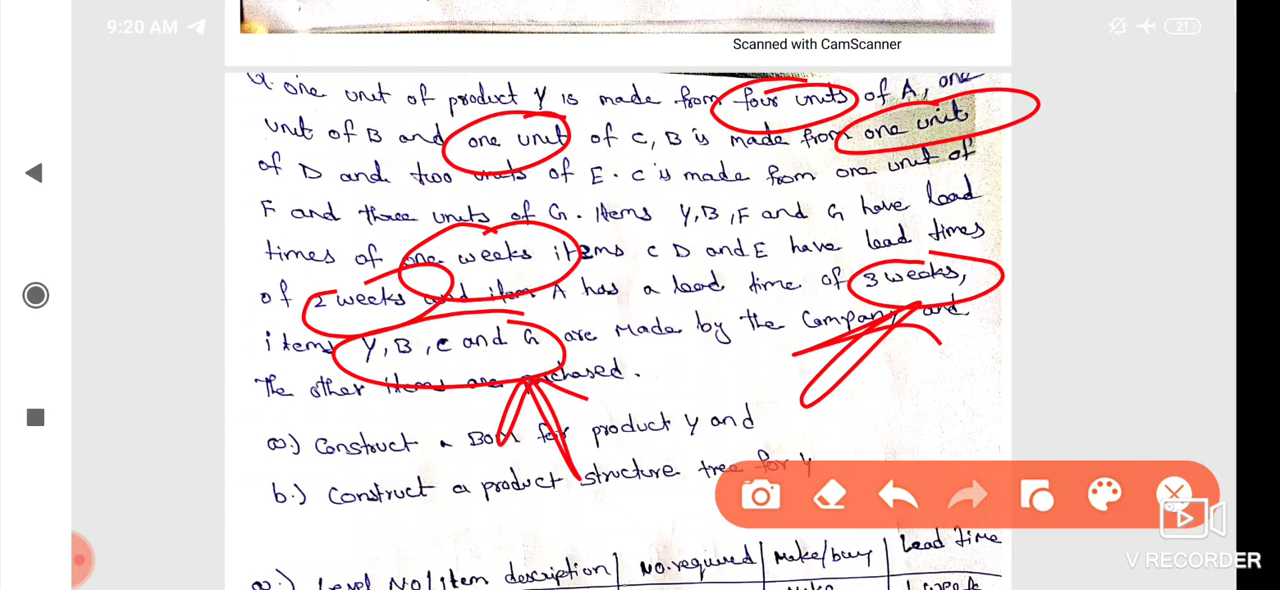 9:20 AM
21
Scanned with CamScanner
Q. one unit of product Y is made from four units of A, one
unit of B and one unit of C, B is made from one unit
of D and two units of E. C is made from one unit of
F and three units of G. Items Y, B, F and G have lead
times of one weeks items C D and E have lead times
of 2 weeks and item A has a lead time of 3 weeks,
items Y, B, C and G are made by the Company and
The other items are purchased.
a.) Construct a BOM for product Y and
b.) Construct a product structure tree for Y
a.) Level No/Item description | No. required | Make/buy | Lead time
Make
V RECORDER